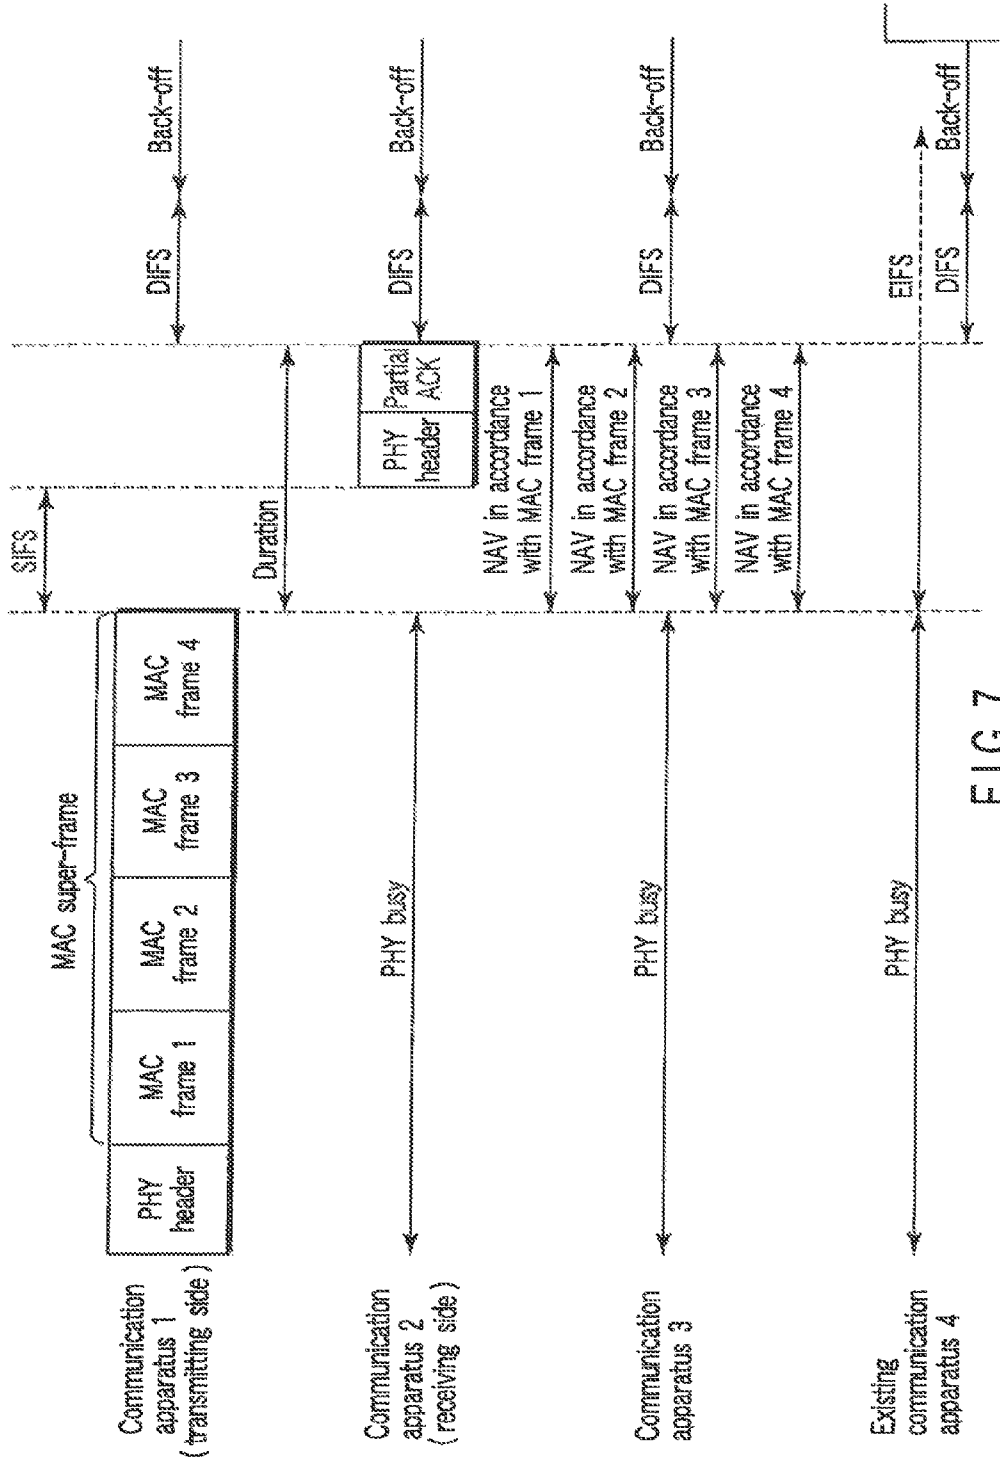 MAC super-frame
SIFS
PHY
header
MAC
frame 1
MAC
frame 2
MAC
frame 3
MAC
frame 4
Communication
apparatus 1
( transmitting side )
DIFS
Back-off
Duration
Communication
apparatus 2
( receiving side )
PHY busy
PHY
header
Partial
ACK
DIFS
Back-off
NAV in accordance
with MAC frame 1
NAV in accordance
with MAC frame 2
NAV in accordance
with MAC frame 3
NAV in accordance
with MAC frame 4
Communication
apparatus 3
PHY busy
DIFS
Back-off
Existing
communication
apparatus 4
PHY busy
EIFS
DIFS
Back-off
FIG. 7